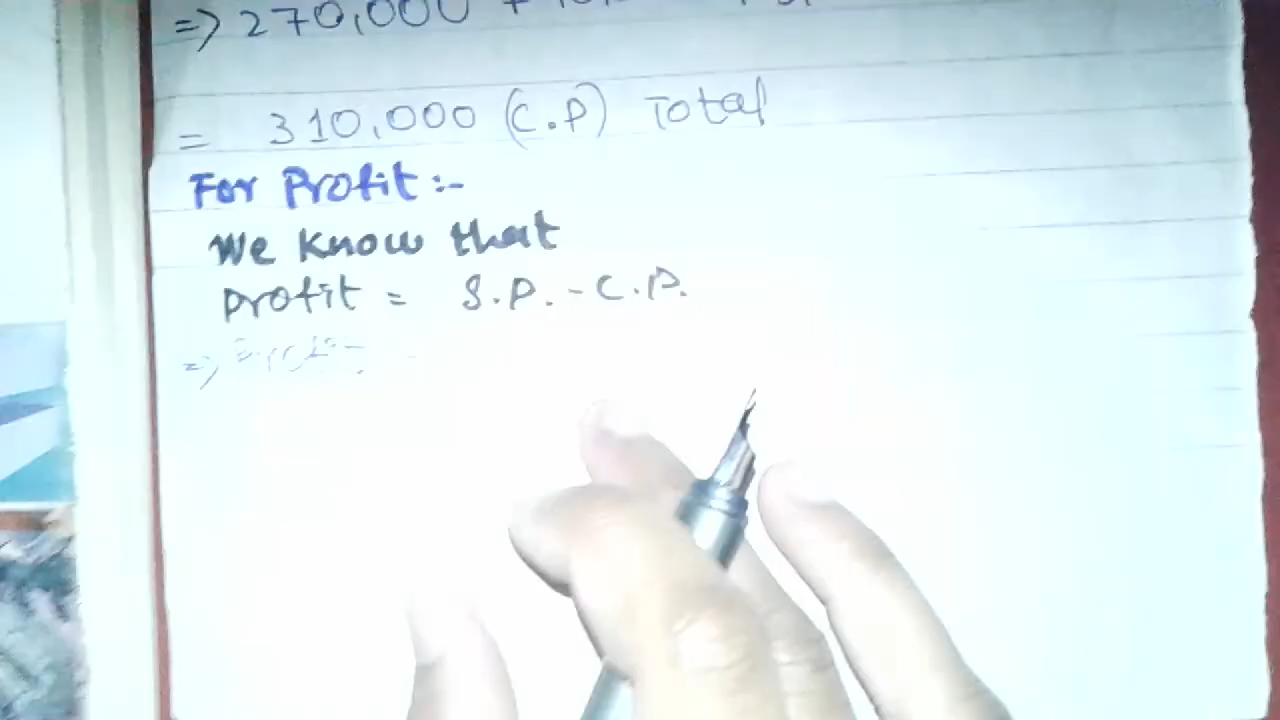 => 270,000 +
= 310,000 (C.P) Total
For Profit :-
We Know that
Profit = S.P. - C.P.
=>